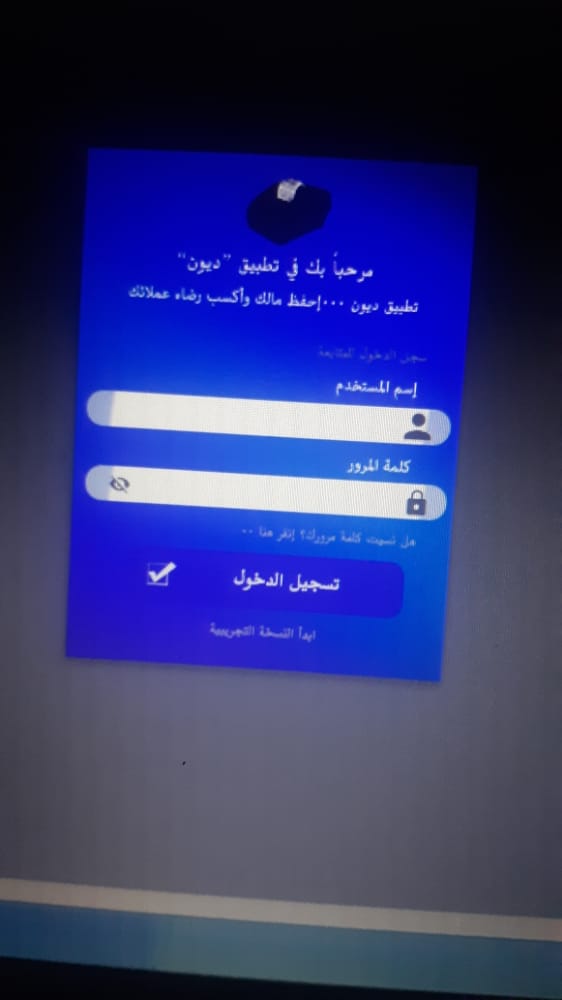 مرحباً بك في تطبيق "ديون"
تطبيق ديون ...إحفظ مالك وأكسب رضاه عملائك
سجل الدخول للمتابعة
إسم المستخدم
كلمة المرور
هل نسيت كلمة مرورك؟ إنقر هنا ..
تسجيل الدخول
ابدأ النسخة التجريبية